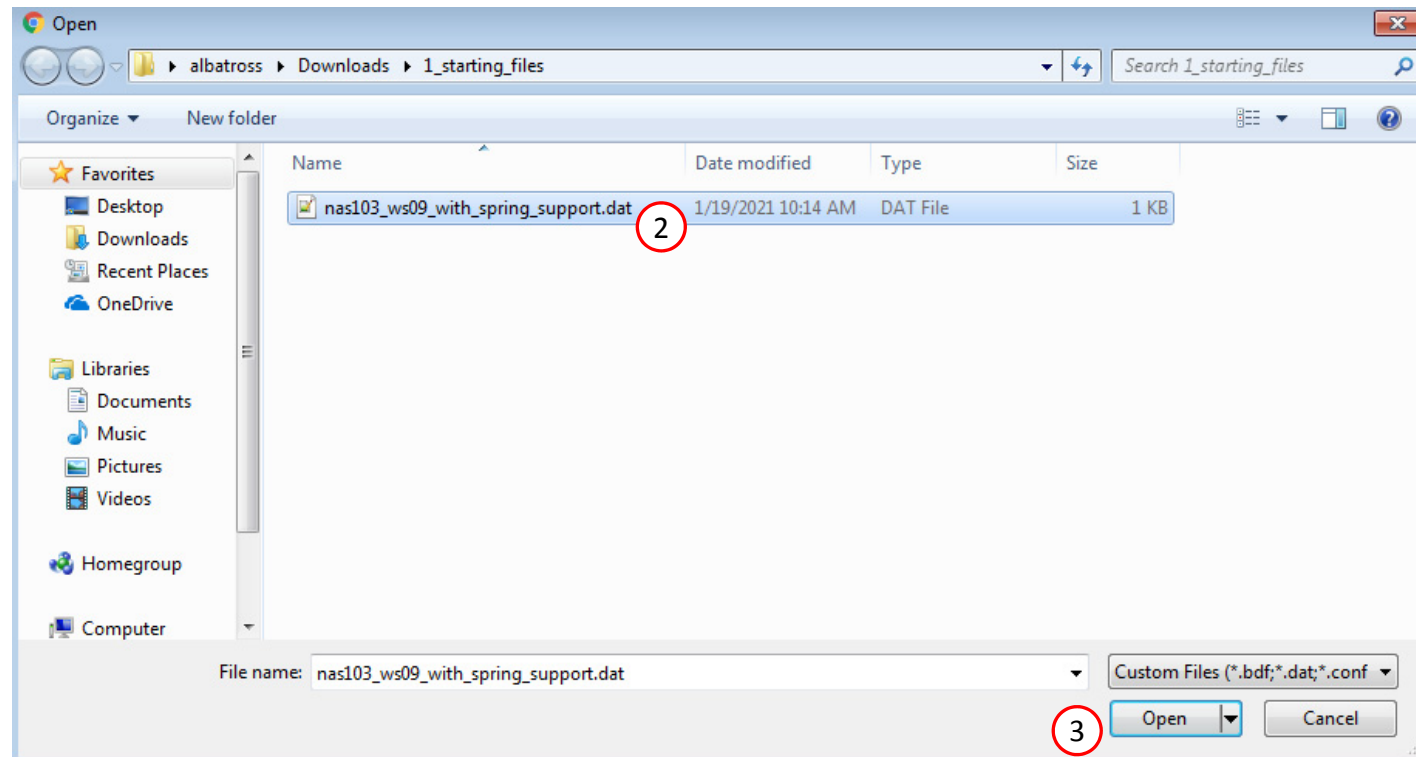 Open
albatross ▸ Downloads ▸ 1_starting_files
Search 1_starting_files
Organize
New folder
Name
Date modified
Type
Size
Favorites
Desktop
Downloads
Recent Places
OneDrive
Libraries
Documents
Music
Pictures
Videos
Homegroup
Computer
nas103_ws09_with_spring_support.dat
2
1/19/2021 10:14 AM
DAT File
1 KB
File name: nas103_ws09_with_spring_support.dat
Custom Files (*.bdf;*.dat;*.conf
3
Open
Cancel